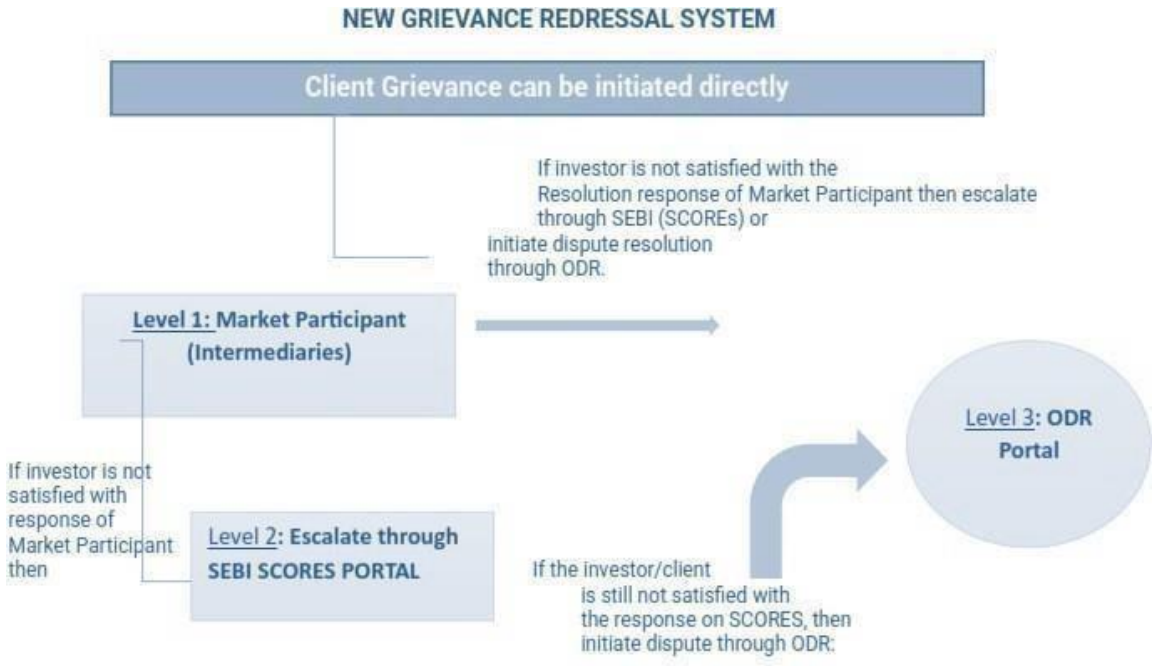 NEW GRIEVANCE REDRESSAL SYSTEM
Client Grievance can be initiated directly
If investor is not satisfied with the
Resolution response of Market Participant then escalate
through SEBI (SCOREs) or
initiate dispute resolution
through ODR.
Level 1: Market Participant
(Intermediaries)
Level 3: ODR
Portal
If investor is not
satisfied with
response of
Market Participant
then
Level 2: Escalate through
SEBI SCORES PORTAL
If the investor/client
is still not satisfied with
the response on SCORES, then
initiate dispute through ODR: